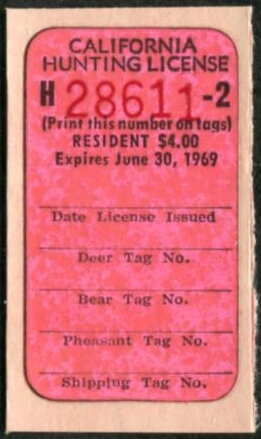 CALIFORNIA
HUNTING LICENSE
H 28611-2
(Print this number on tags)
RESIDENT $4.00
Expires June 30, 1969
Date License Issued
Deer Tag No.
Bear Tag No.
Pheasant Tag No.
Shipping Tag No.